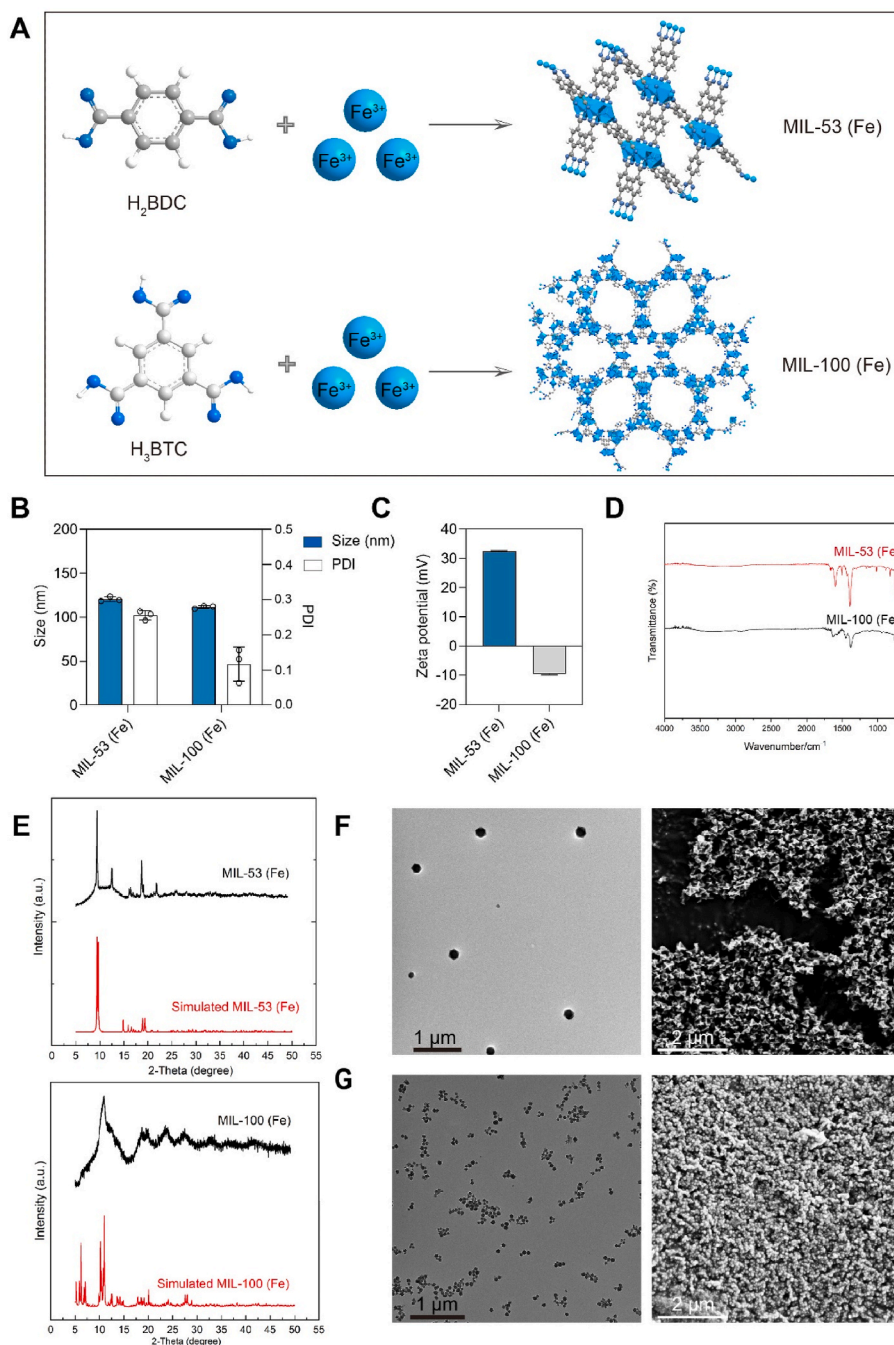 A
Fe³⁺
Fe³⁺ Fe³⁺
H₂BDC
MIL-53 (Fe)
Fe³⁺
Fe³⁺ Fe³⁺
H₃BTC
MIL-100 (Fe)
B
200
150
100
50
0
Size (nm)
0.5
0.4
0.3
0.2
0.1
0.0
PDI
Size (nm)
PDI
MIL-53 (Fe)
MIL-100 (Fe)
C
40
30
20
10
0
-10
-20
Zeta potential (mV)
MIL-53 (Fe)
MIL-100 (Fe)
D
MIL-53 (Fe
MIL-100 (Fe
Transmittance (%)
4000 3500 2500 2000 1500 1000
Wavenumber/cm⁻¹
E
MIL-53 (Fe)
Simulated MIL-53 (Fe)
Intensity (a.u.)
5 10 15 20 25 30 35 40 45 50 55
2-Theta (degree)
MIL-100 (Fe)
Simulated MIL-100 (Fe)
Intensity (a.u.)
5 10 15 20 25 30 35 40 45 50 55
2-Theta (degree)
F
1 μm
2 μm
G
1 μm
2 μm